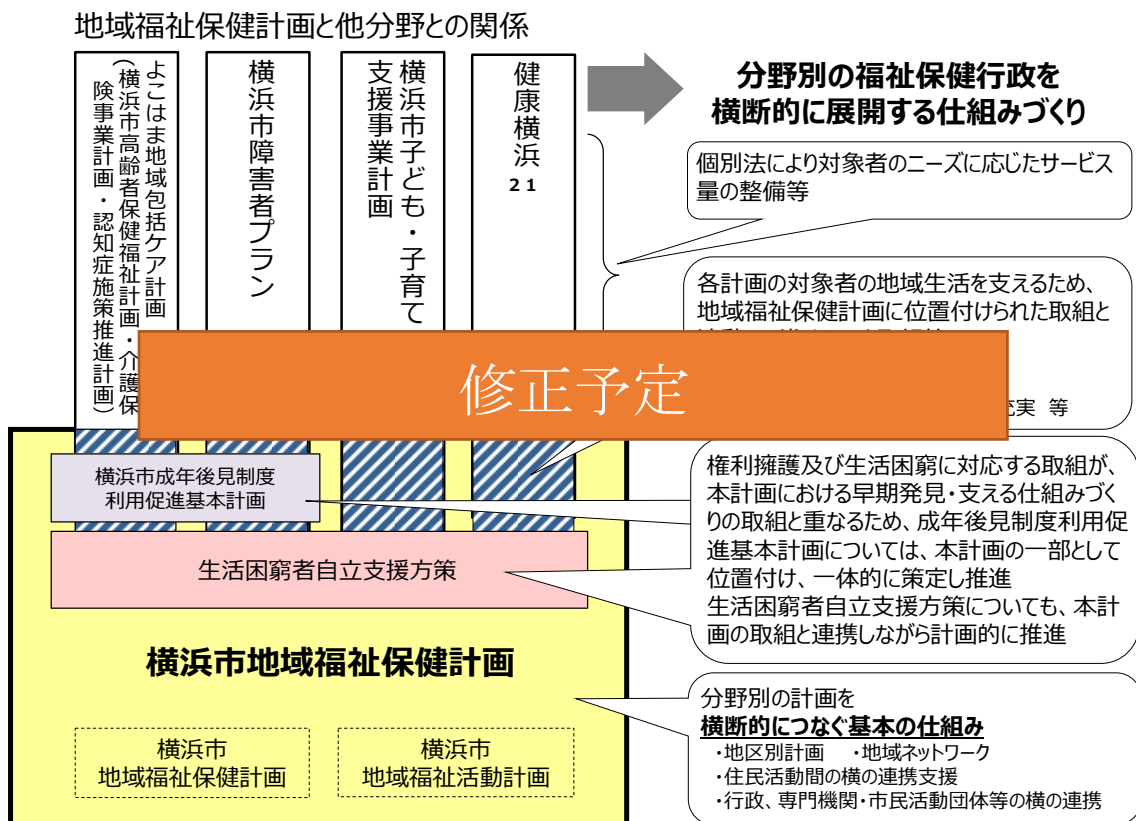 地域福祉保健計画と他分野との関係
よこはま地域包括ケア計画
(横浜市高齢者保健福祉計画・介護保
険事業計画・認知症施策推進計画)
横浜市障害者プラン
横浜市子ども・子育て
支援事業計画
健康横浜
21
分野別の福祉保健行政を
横断的に展開する仕組みづくり
個別法により対象者のニーズに応じたサービス
量の整備等
各計画の対象者の地域生活を支えるため、
地域福祉保健計画に位置付けられた取組と
修正予定
充実 等
横浜市成年後見制度
利用促進基本計画
権利擁護及び生活困窮に対応する取組が、
本計画における早期発見・支える仕組みづく
りの取組と重なるため、成年後見制度利用促
進基本計画については、本計画の一部として
位置付け、一体的に策定し推進
生活困窮者自立支援方策についても、本計
画の取組と連携しながら計画的に推進
生活困窮者自立支援方策
横浜市地域福祉保健計画
横浜市
地域福祉保健計画
横浜市
地域福祉活動計画
分野別の計画を
横断的につなぐ基本の仕組み
・地区別計画 ・地域ネットワーク
・住民活動間の横の連携支援
・行政、専門機関・市民活動団体等の横の連携